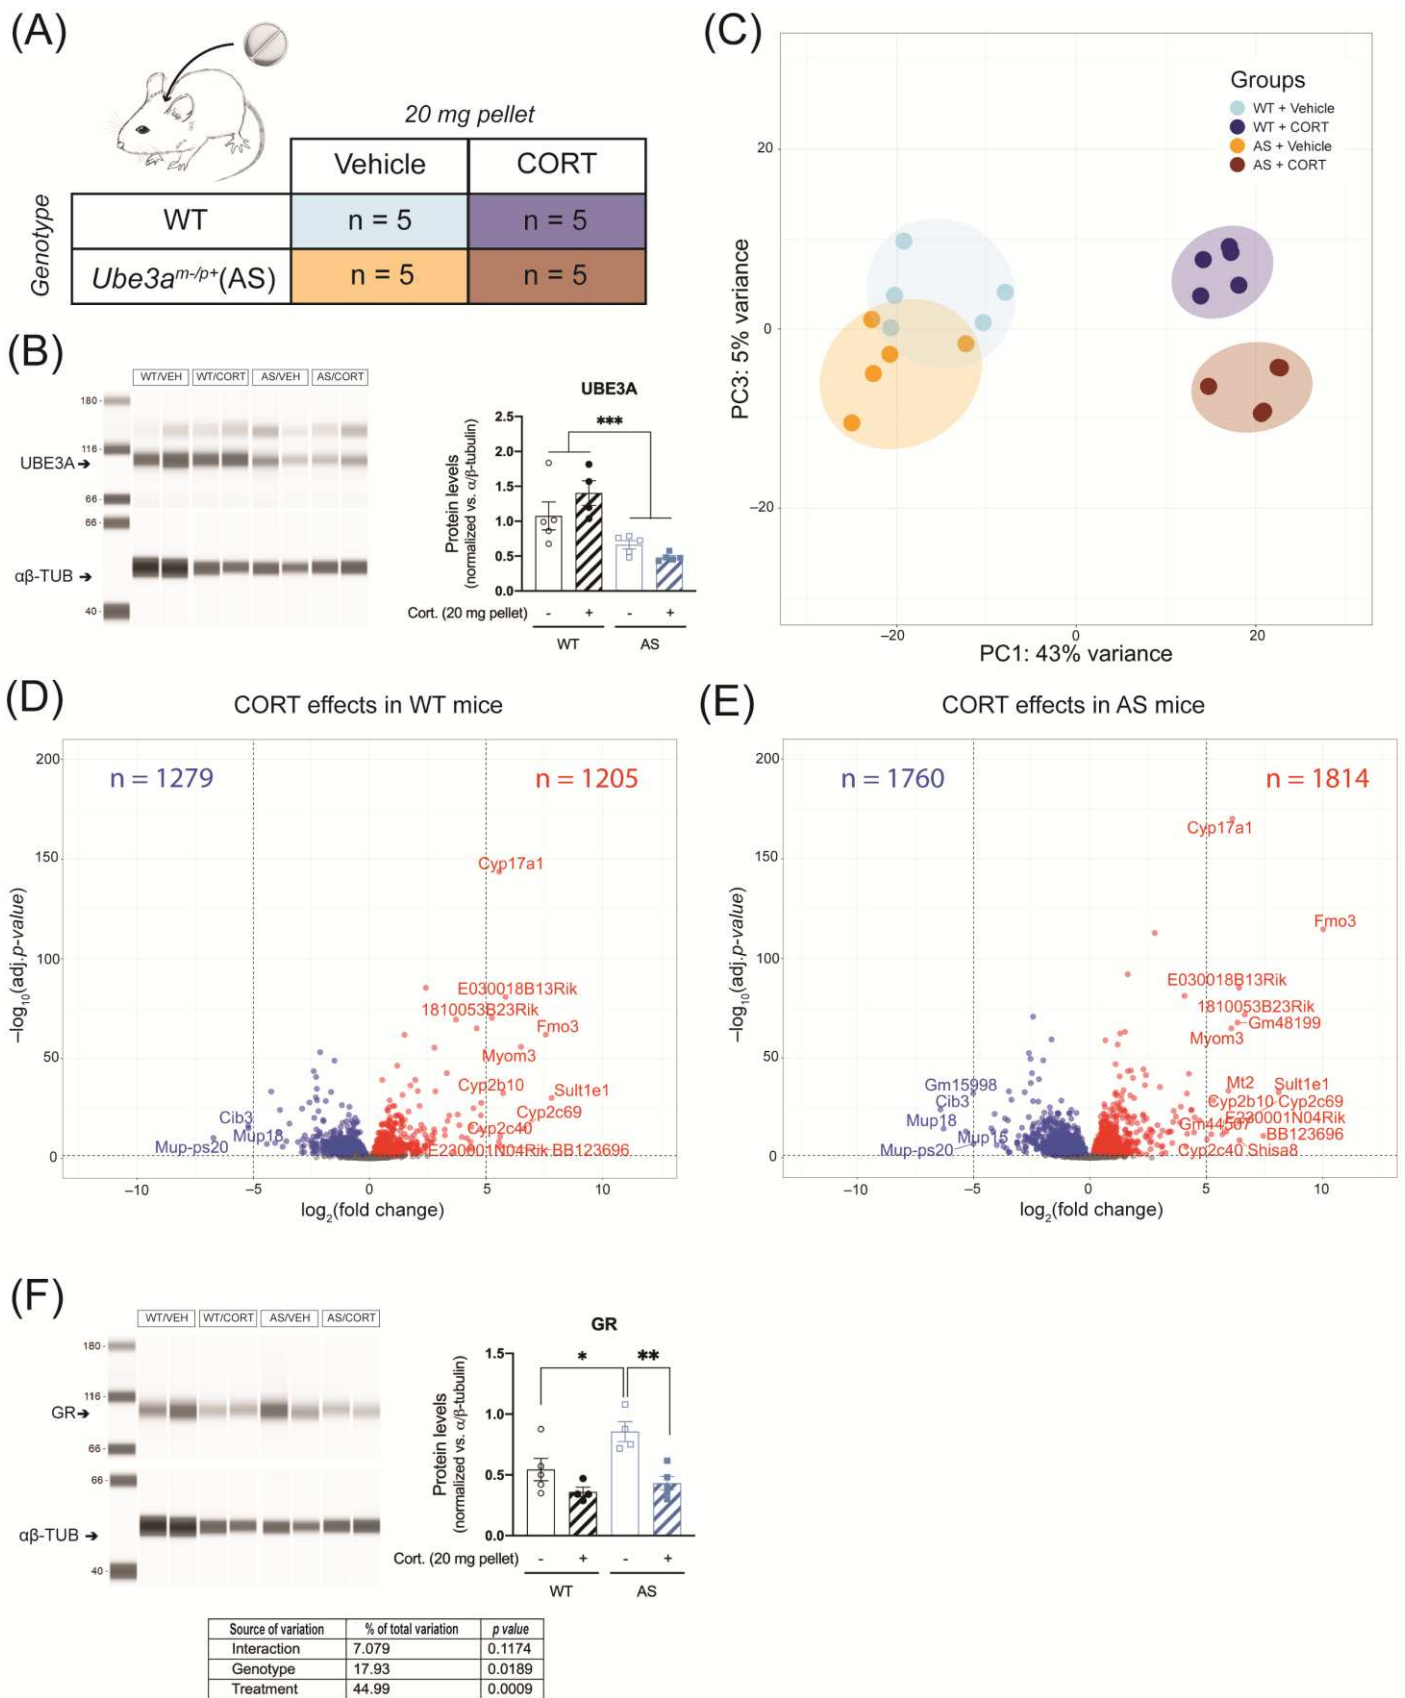 (A)
20 mg pellet
Vehicle CORT
Genotype
WT n = 5 n = 5
Ube3a^m-/p+(AS) n = 5 n = 5
(B)
WT/VEH WT/CORT AS/VEH AS/CORT
180 -
116 -
UBE3A➔
66 -
66 -
αβ-TUB ➔
40 -
UBE3A
Protein levels
(normalized vs. α/β-tubulin)
2.5
2.0
1.5
1.0
0.5
0.0
***
Cort. (20 mg pellet) - + - +
WT AS
(C)
Groups
WT + Vehicle
WT + CORT
AS + Vehicle
AS + CORT
PC3: 5% variance
20
0
−20
−20 0 20
PC1: 43% variance
(D)
CORT effects in WT mice
n = 1279 n = 1205
−log10(adj.p-value)
200
150
100
50
0
Cyp17a1
E030018B13Rik
1810053B23Rik
Fmo3
Myom3
Cyp2b10
Sult1e1
Cyp2c69
Cyp2c40
E230001N04Rik BB123696
Cib3
Mup18
Mup-ps20
−10 −5 0 5 10
log2(fold change)
(E)
CORT effects in AS mice
n = 1760 n = 1814
−log10(adj.p-value)
200
150
100
50
0
Cyp17a1
Fmo3
E030018B13Rik
1810053B23Rik
Gm48199
Myom3
Mt2 Sult1e1
Cyp2b10 Cyp2c69
E230001N04Rik
Gm44507
BB123696
Cyp2c40 Shisa8
Gm15998
Cib3
Mup18
Mup15
Mup-ps20
−10 −5 0 5 10
log2(fold change)
(F)
WT/VEH WT/CORT AS/VEH AS/CORT
180 -
116 -
GR➔
66 -
66 -
αβ-TUB ➔
40 -
GR
Protein levels
(normalized vs. α/β-tubulin)
1.5
1.0
0.5
0.0
* **
Cort. (20 mg pellet) - + - +
WT AS
Source of variation % of total variation p value
Interaction 7.079 0.1174
Genotype 17.93 0.0189
Treatment 44.99 0.0009